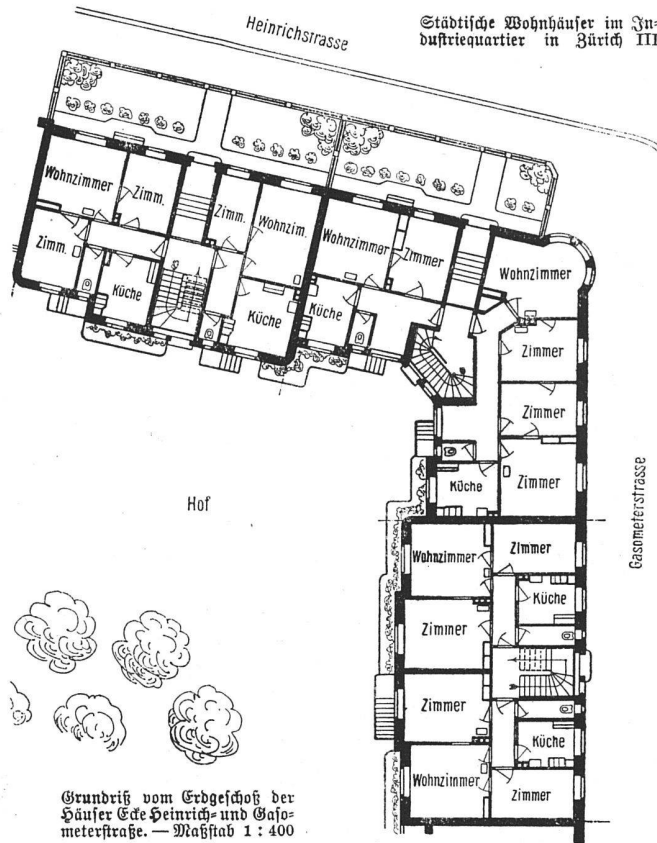 Heinrichstrasse
Städtische Wohnhäuser im In=
dustriequartier in Zürich III
Wohnzimmer
Zimm.
Zimm.
Wohnzim.
Wohnzimmer
Zimmer
Wohnzimmer
Zimm.
Küche
Küche
Küche
Zimmer
Zimmer
Zimmer
Küche
Gasometerstrasse
Hof
Wohnzimmer
Zimmer
Küche
Zimmer
Zimmer
Küche
Wohnzimmer
Zimmer
Grundriß vom Erdgeschoß der
Häuser Ecke Heinrich= und Gaso=
meterstraße. — Maßstab 1 : 400